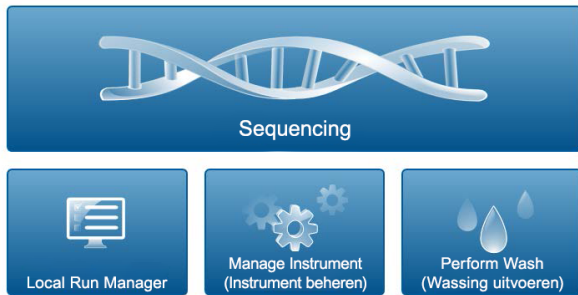 Sequencing
Local Run Manager
Manage Instrument
(Instrument beheren)
Perform Wash
(Wassing uitvoeren)